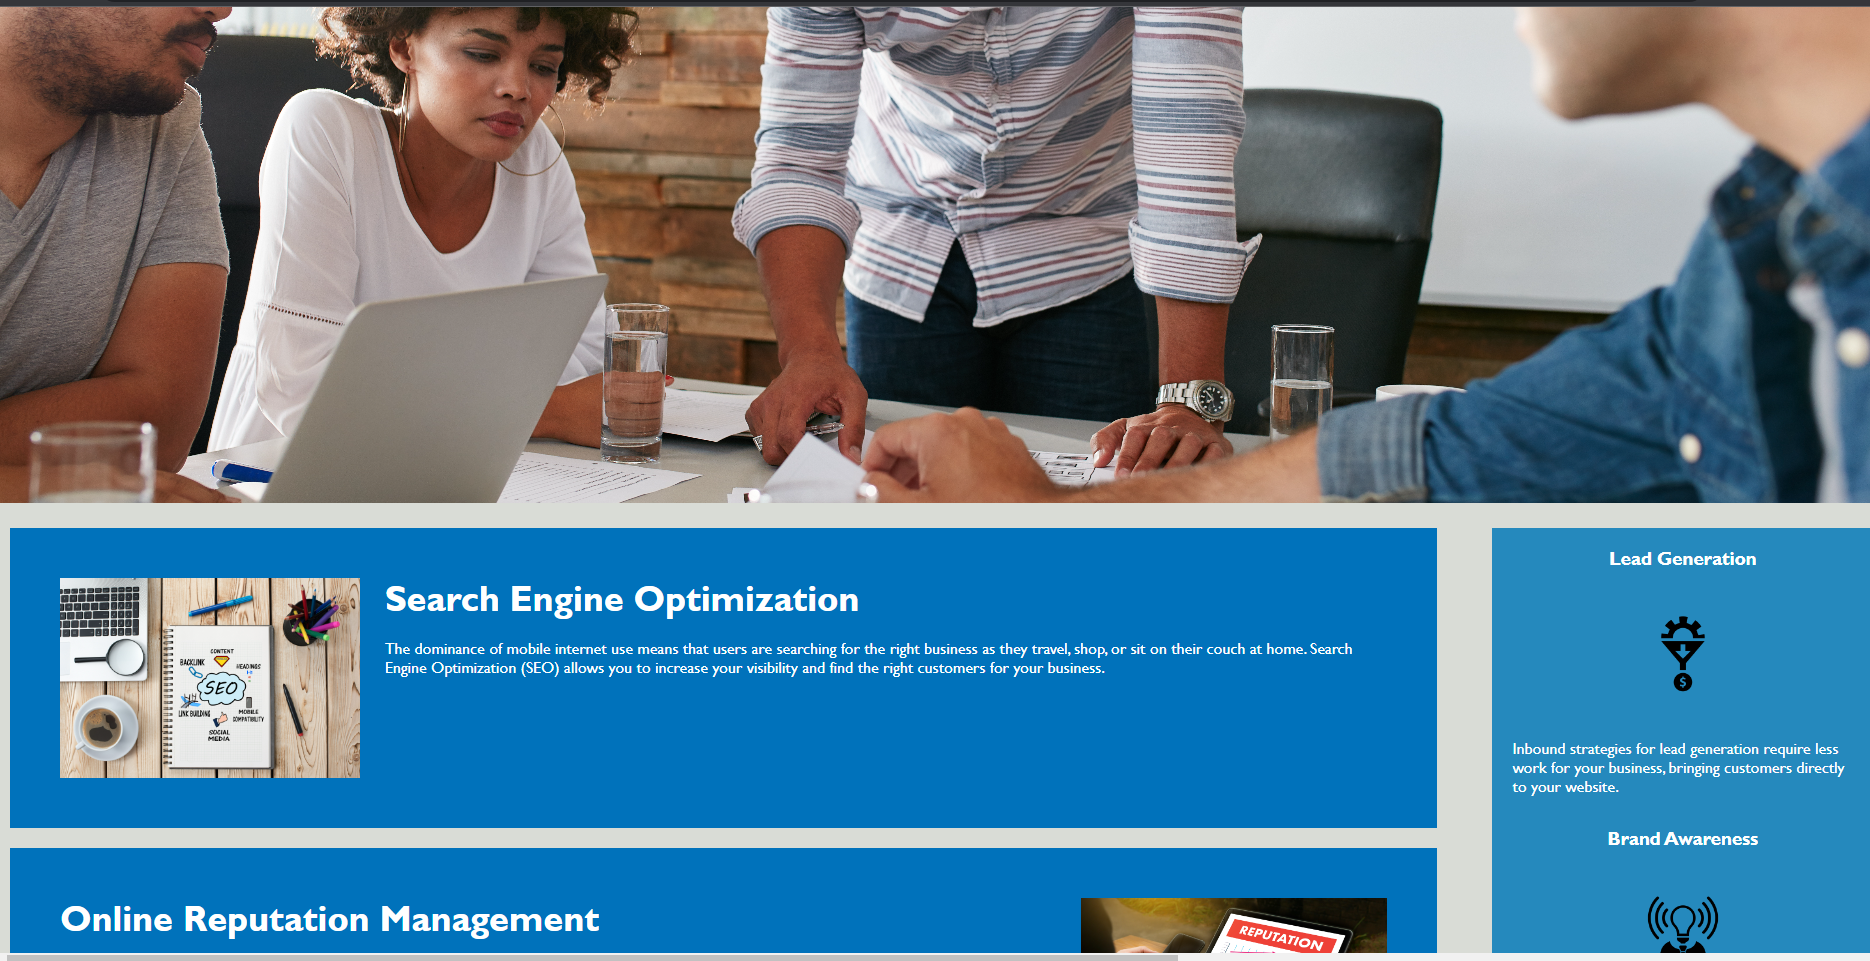 Search Engine Optimization
The dominance of mobile internet use means that users are searching for the right business as they travel, shop, or sit on their couch at home. Search
Engine Optimization (SEO) allows you to increase your visibility and find the right customers for your business.
CONTENT
BACKLINK
HEADINGS
SEO
LINK BUILDING
MOBILE
COMPATIBILITY
SOCIAL
MEDIA
Online Reputation Management
REPUTATION
Lead Generation
$
Inbound strategies for lead generation require less
work for your business, bringing customers directly
to your website.
Brand Awareness